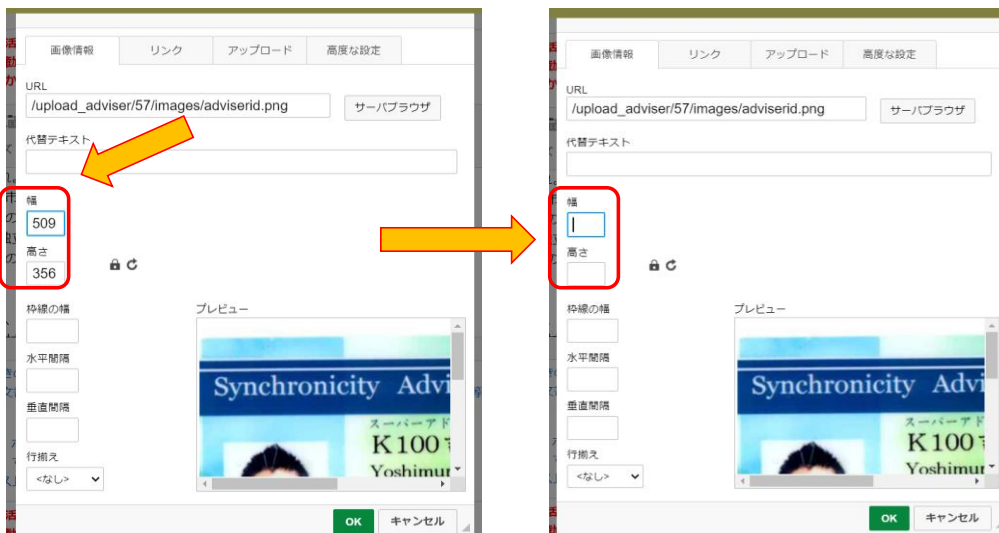 画像情報 リンク アップロード 高度な設定
URL
/upload_adviser/57/images/adviserid.png サーバブラウザ
代替テキスト
幅
509
高さ
356
枠線の幅
プレビュー
水平間隔
垂直間隔
行揃え
<なし>
Synchronicity Advi
スーパーアド
K100
Yoshimur
OK キャンセル
画像情報 リンク アップロード 高度な設定
URL
/upload_adviser/57/images/adviserid.png サーバブラウザ
代替テキスト
幅
高さ
枠線の幅
プレビュー
水平間隔
垂直間隔
行揃え
<なし>
Synchronicity Advi
スーパーアド
K100
Yoshimur
OK キャンセル